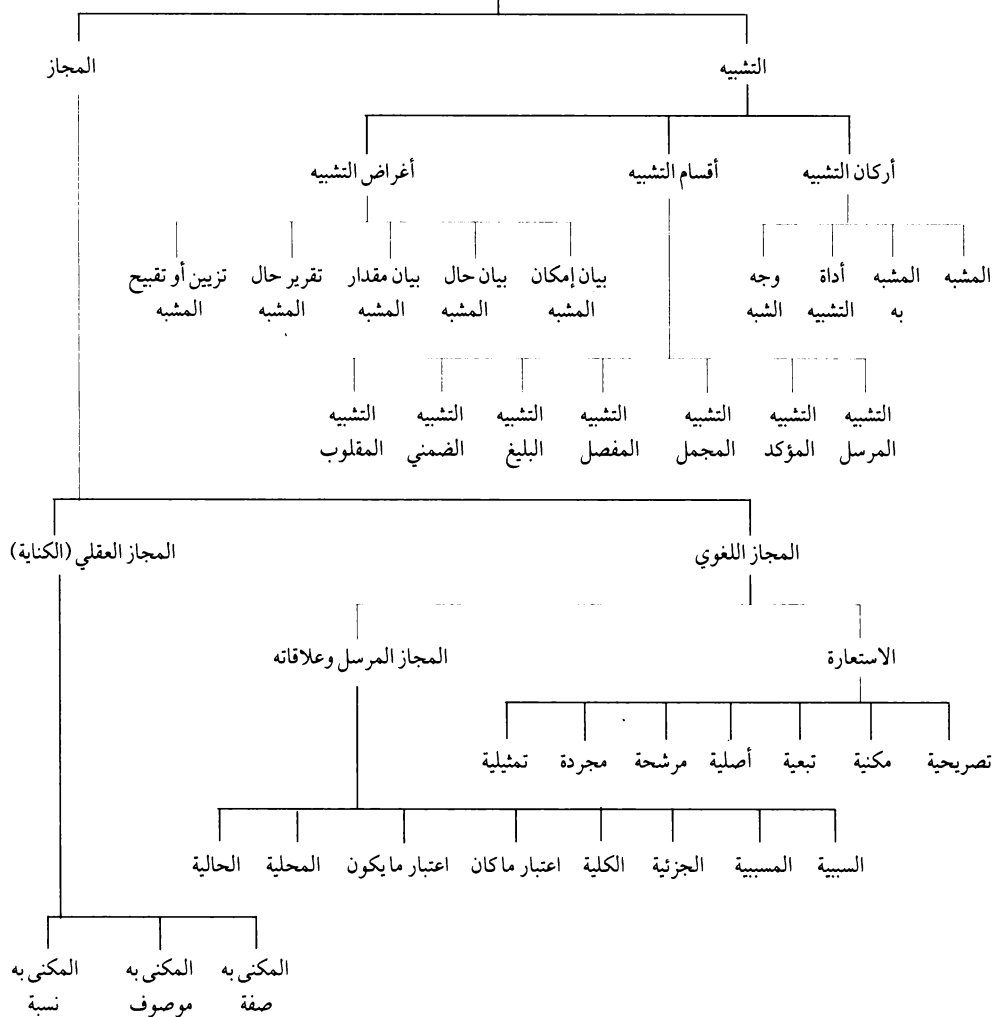 التشبيه
المجاز
أركان التشبيه
أقسام التشبيه
أغراض التشبيه
المشبه
المشبه
به
أداة
التشبيه
وجه
الشبه
بيان إمكان
المشبه
بيان حال
المشبه
بيان مقدار
المشبه
تقرير حال
المشبه
تزيين أو تقبيح
المشبه
التشبيه
المرسل
التشبيه
المؤكد
التشبيه
المجمل
التشبيه
المفصل
التشبيه
البليغ
التشبيه
الضمني
التشبيه
المقلوب
المجاز اللغوي
المجاز العقلي (الكناية)
الاستعارة
المجاز المرسل وعلاقاته
تصريحية
مكنية
تبعية
أصلية
مرشحة
مجردة
تمثيلية
السببية
المسببية
الجزئية
الكلية
اعتبار ما كان
اعتبار ما يكون
المحلية
الحالية
المكنى به
صفة
المكنى به
موصوف
المكنى به
نسبة